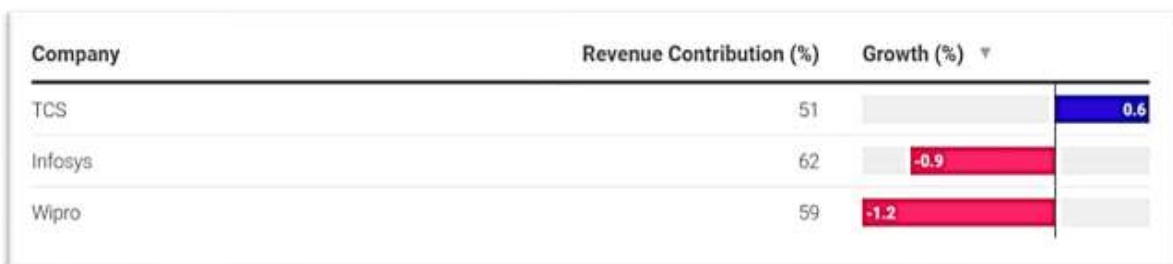 Company Revenue Contribution (%) Growth (%) ▼
TCS 51 0.6
Infosys 62 -0.9
Wipro 59 -1.2